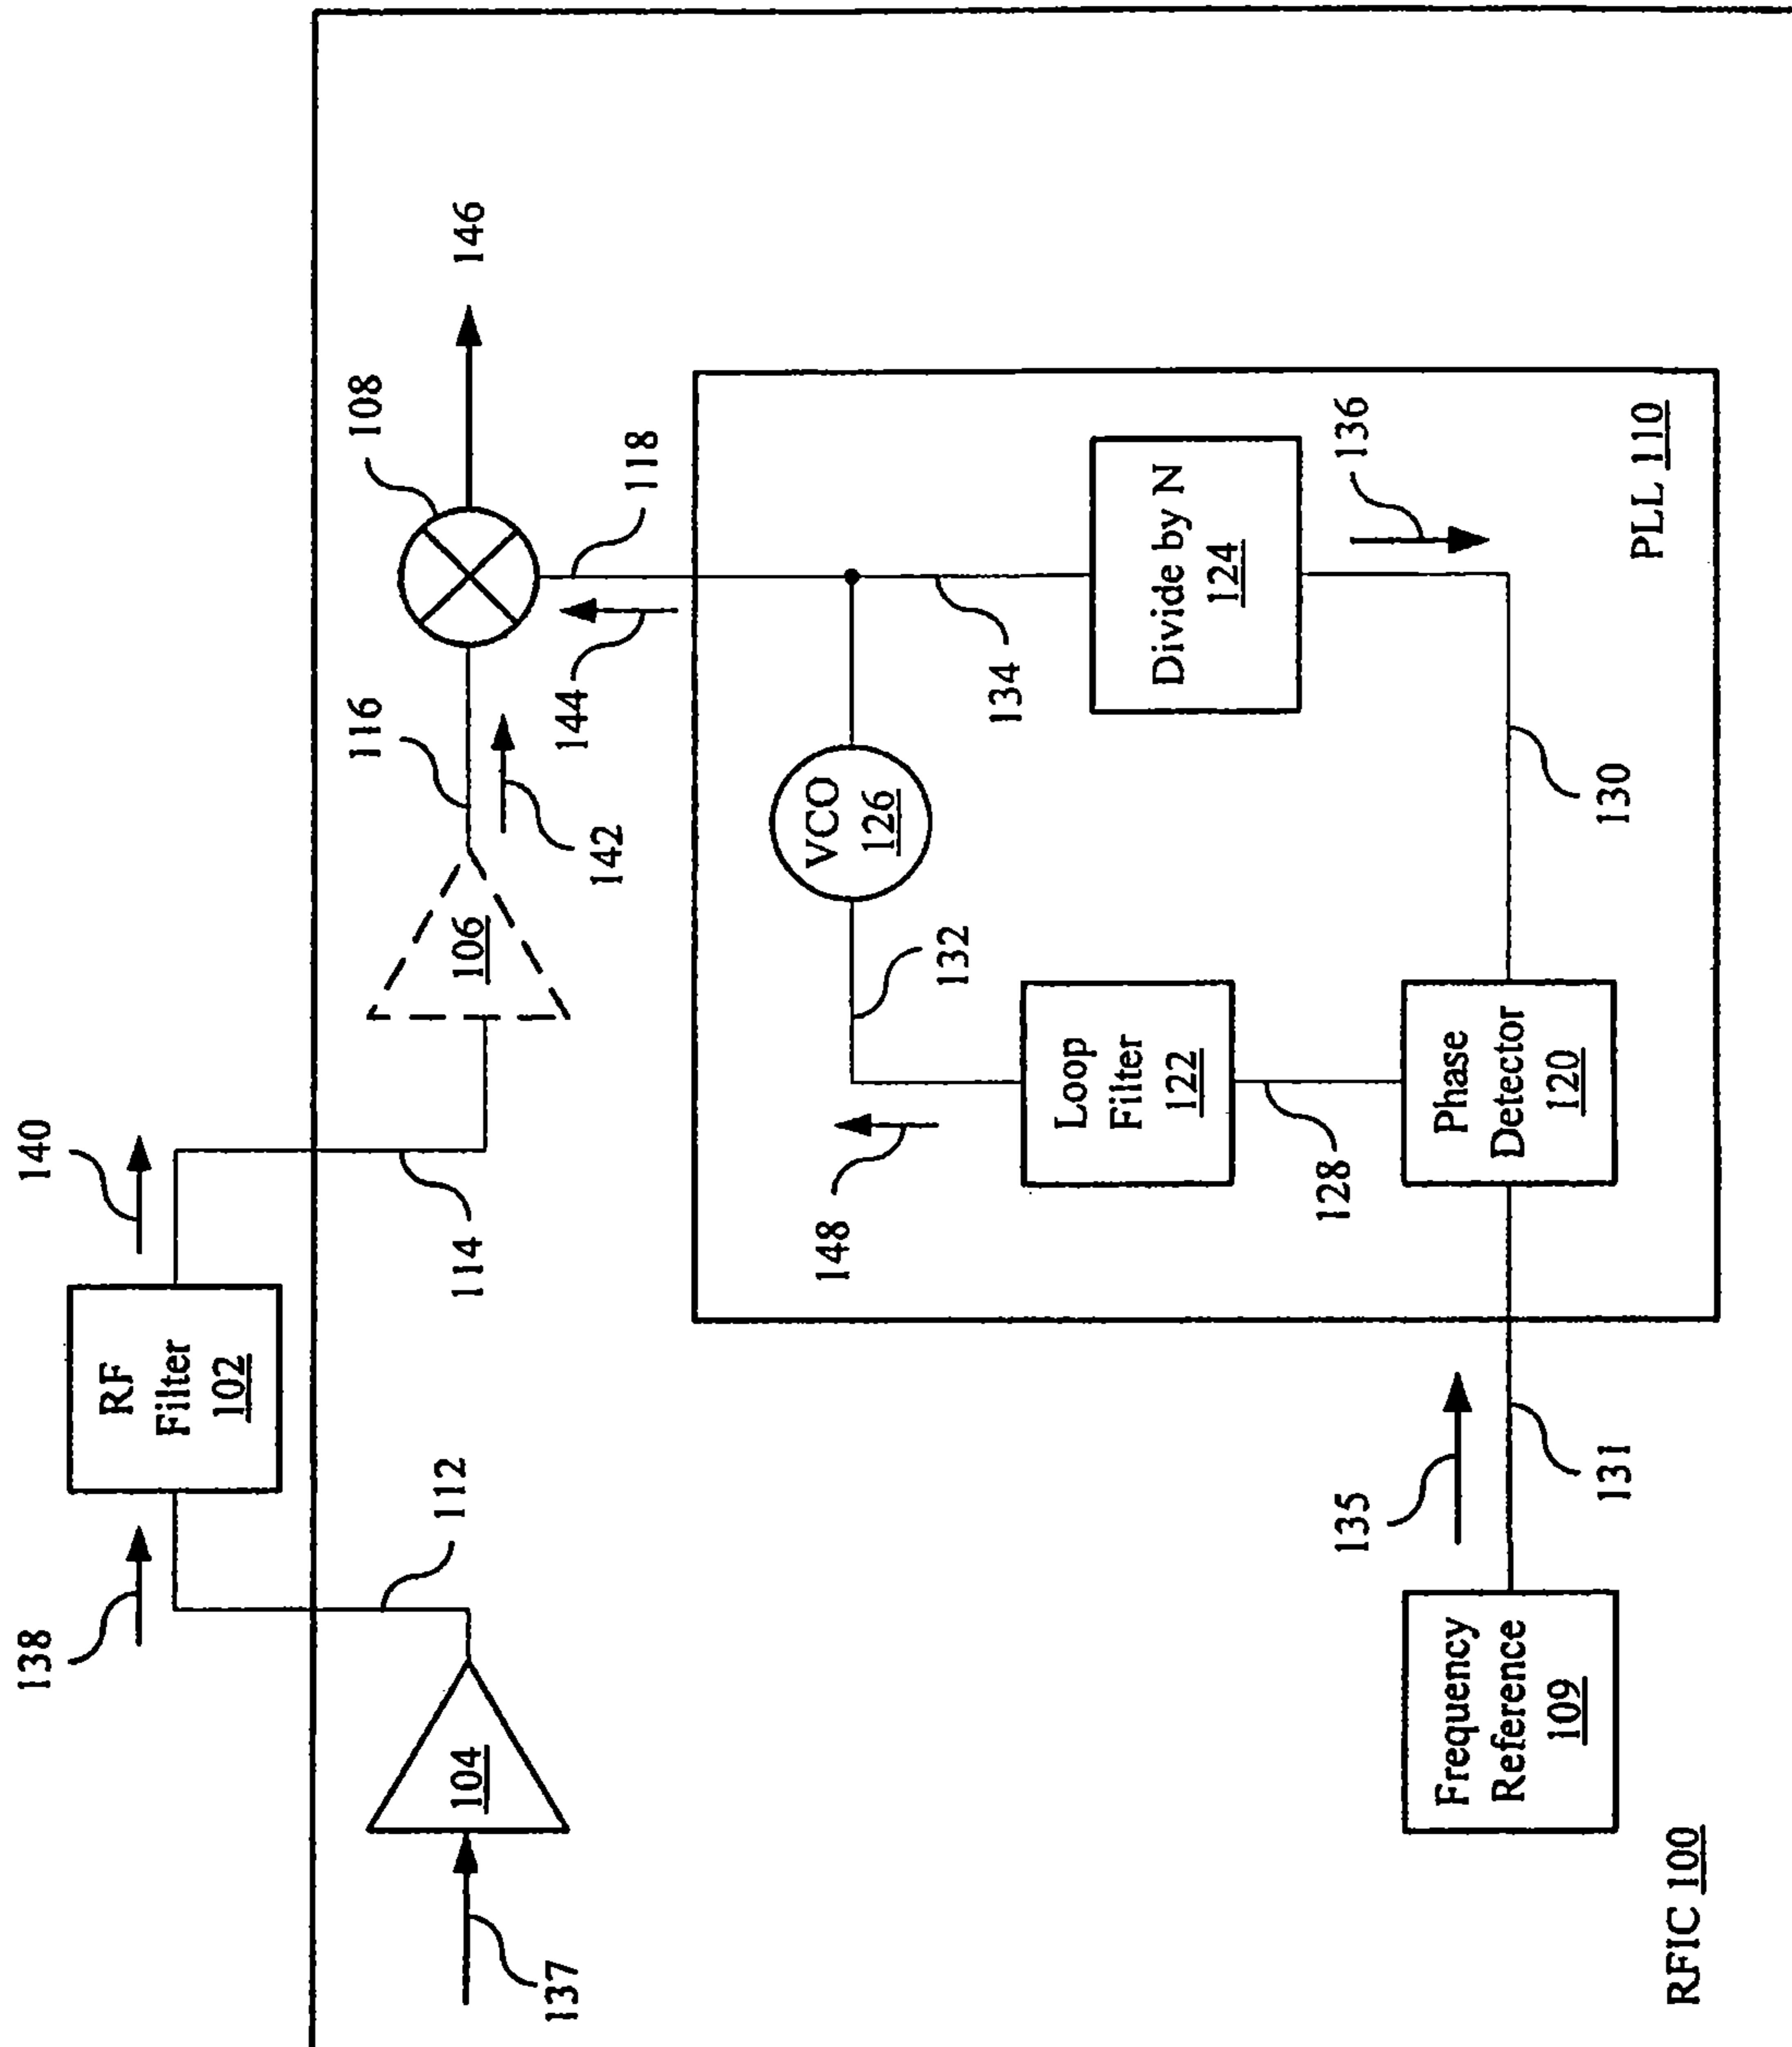 138
140
RF
Filter
102
112
114
116
108
146
137
104
106
142
144
118
148
132
VCO
126
134
Loop
Filter
122
Divide by N
124
128
136
135
131
130
Frequency
Reference
109
Phase
Detector
120
PLL 110
RFIC 100